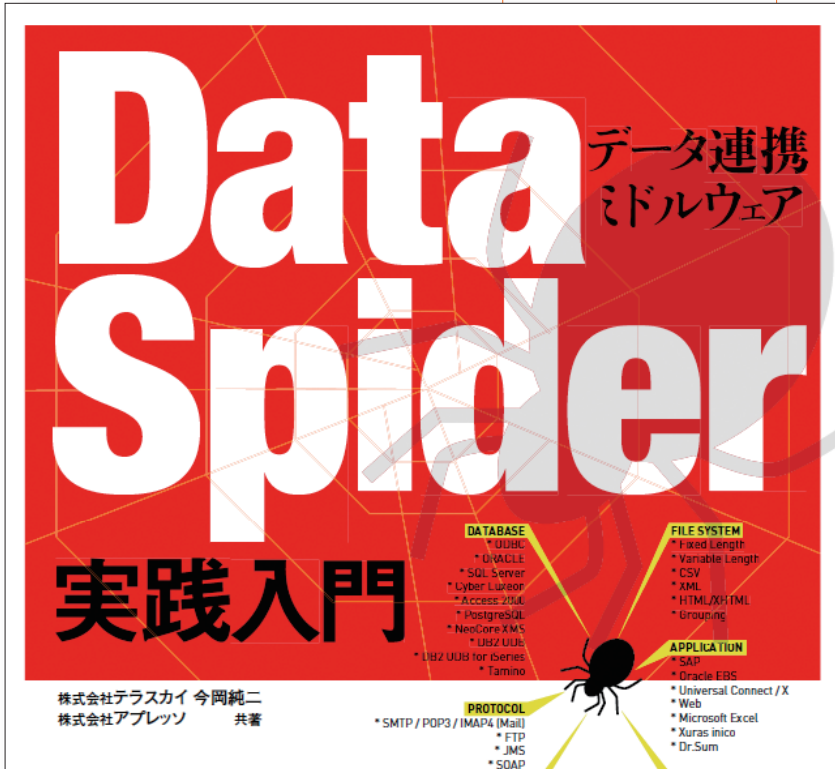 Data
Spider
データ連携
ミドルウェア
実践入門
株式会社テラスカイ 今岡純二
株式会社アプレッソ 共著
DATABASE
* ODBC
* ORACLE
* SQL Server
* Cyber Luxeon
* Access 2000
* PostgreSQL
* NeoCore XMS
* DB2 UDB
* DB2 UDB for iSeries
* Tamino
FILE SYSTEM
* Fixed Length
* Variable Length
* CSV
* XML
* HTML/XHTML
* Grouping
APPLICATION
* SAP
* Oracle EBS
* Universal Connect / X
* Web
* Microsoft Excel
* Xuras inico
* Dr.Sum
PROTOCOL
* SMTP / POP3 / IMAP4 (Mail)
* FTP
* JMS
* SOAP